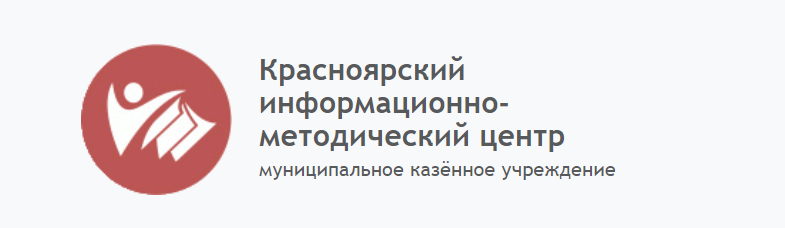 Красноярский
информационно-
методический центр
муниципальное казённое учреждение